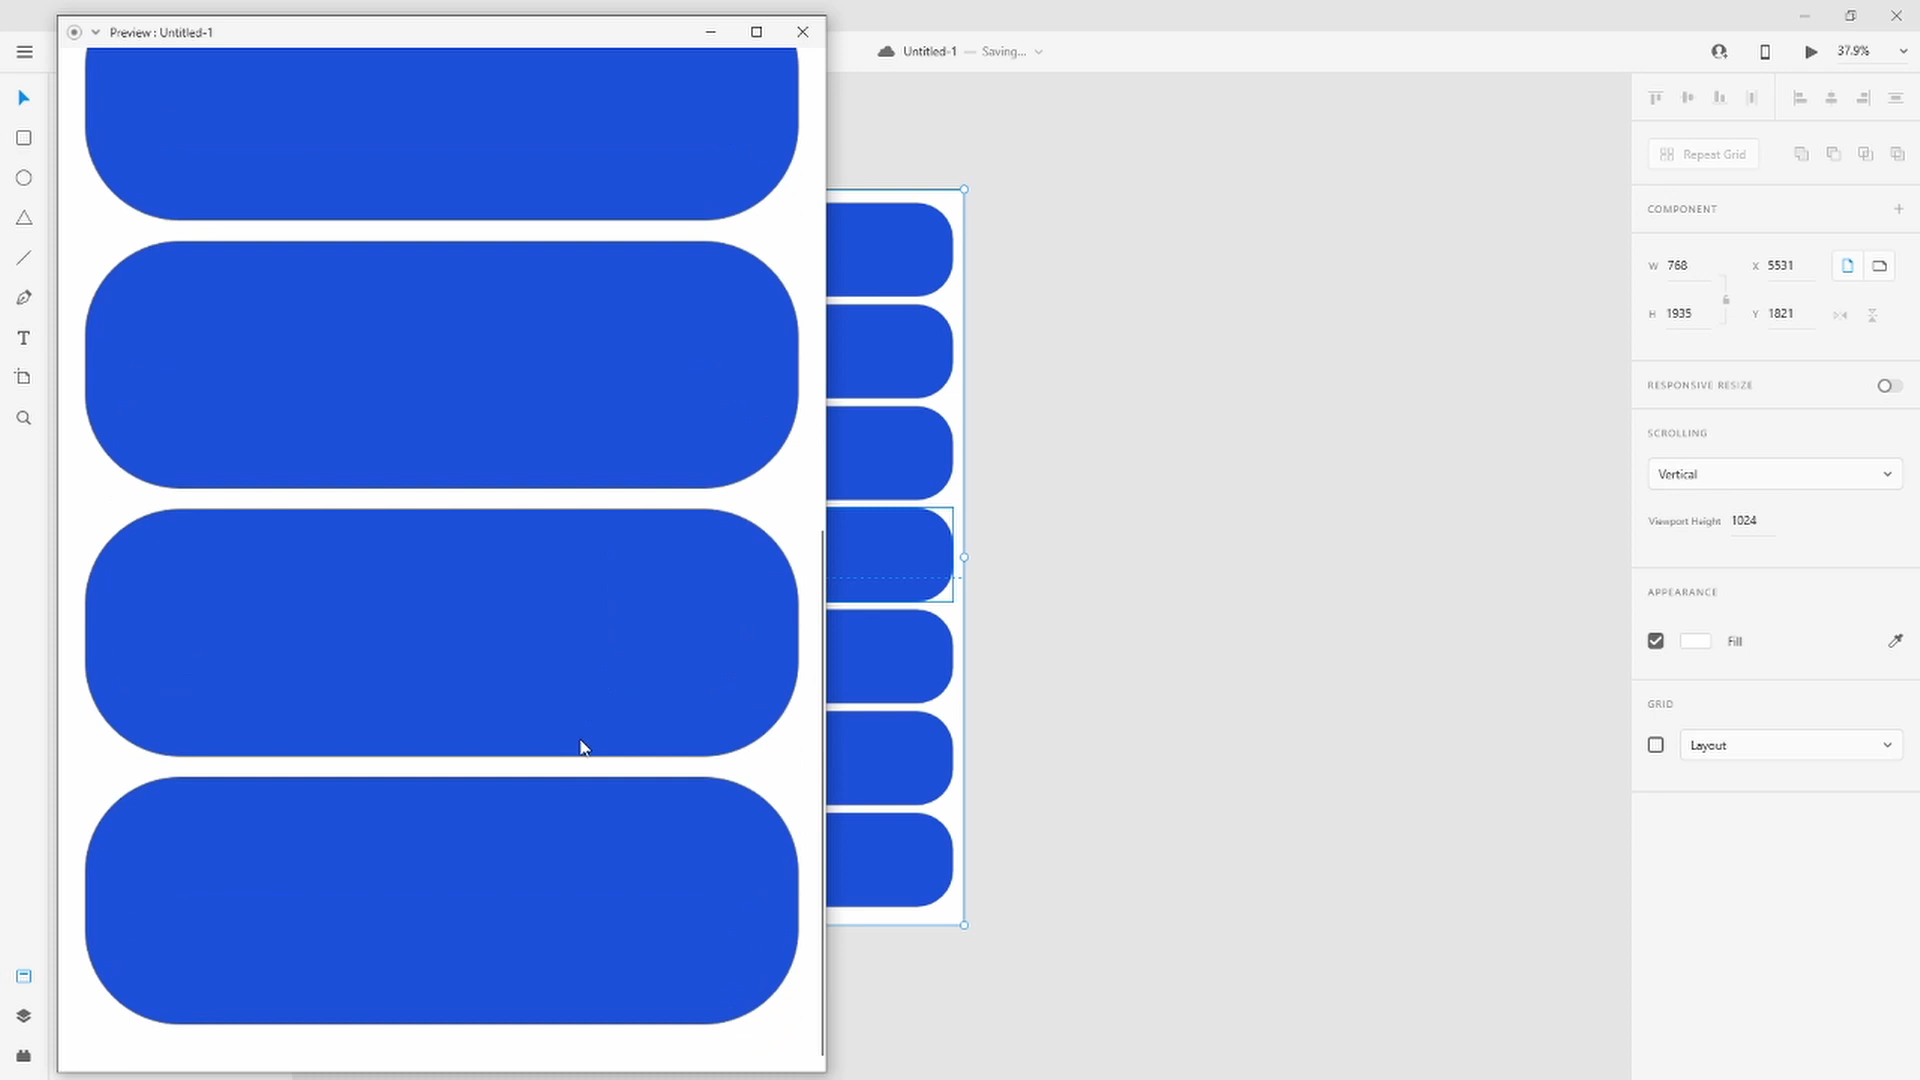 Preview : Untitled-1
Untitled-1 — Saving...
37.9%
Repeat Grid
COMPONENT
W 768 X 5531
H 1935 Y 1821
RESPONSIVE RESIZE
SCROLLING
Vertical
Viewport Height 1024
APPEARANCE
Fill
GRID
Layout